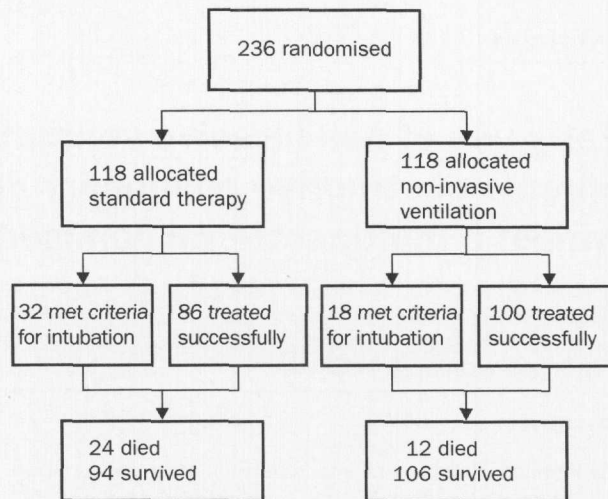 236 randomised
118 allocated
standard therapy
118 allocated
non-invasive
ventilation
32 met criteria
for intubation
86 treated
successfully
18 met criteria
for intubation
100 treated
successfully
24 died
94 survived
12 died
106 survived